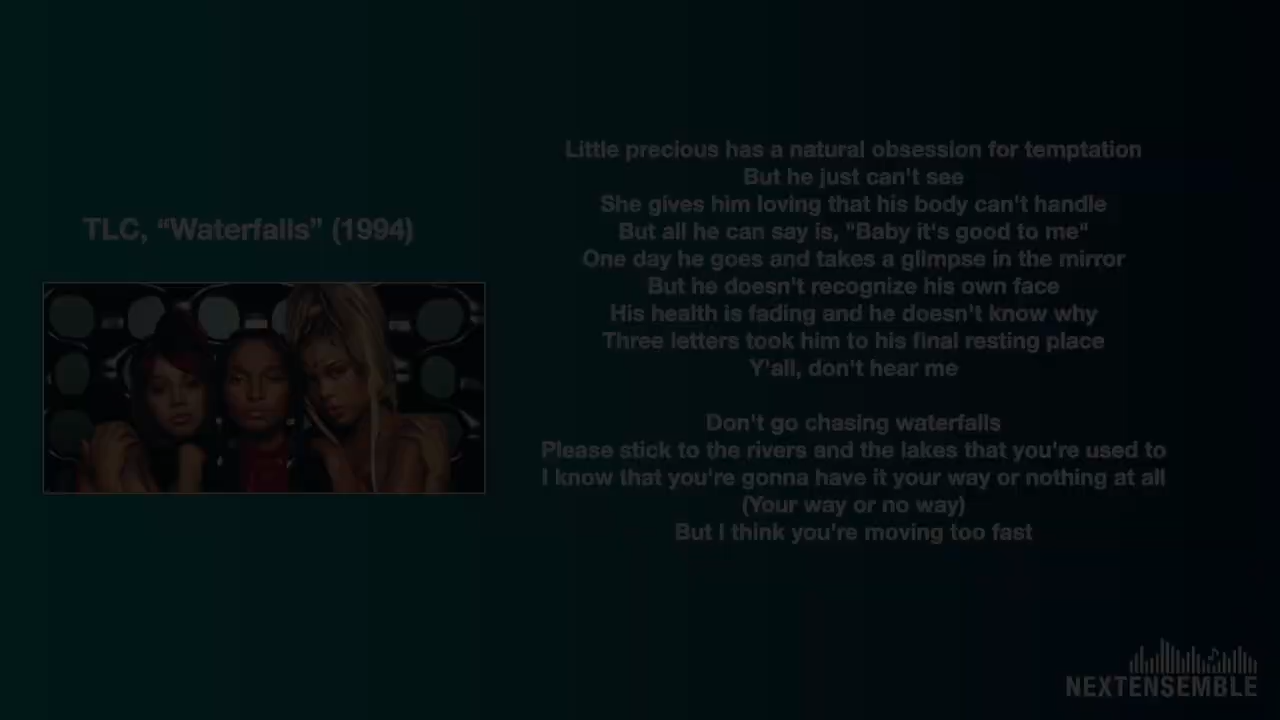 TLC, “Waterfalls” (1994)
Little precious has a natural obsession for temptation
But he just can't see
She gives him loving that his body can't handle
But all he can say is, "Baby it's good to me"
One day he goes and takes a glimpse in the mirror
But he doesn't recognize his own face
His health is fading and he doesn't know why
Three letters took him to his final resting place
Y'all, don't hear me
Don't go chasing waterfalls
Please stick to the rivers and the lakes that you're used to
I know that you're gonna have it your way or nothing at all
(Your way or no way)
But I think you're moving too fast
NEXTENSEMBLE